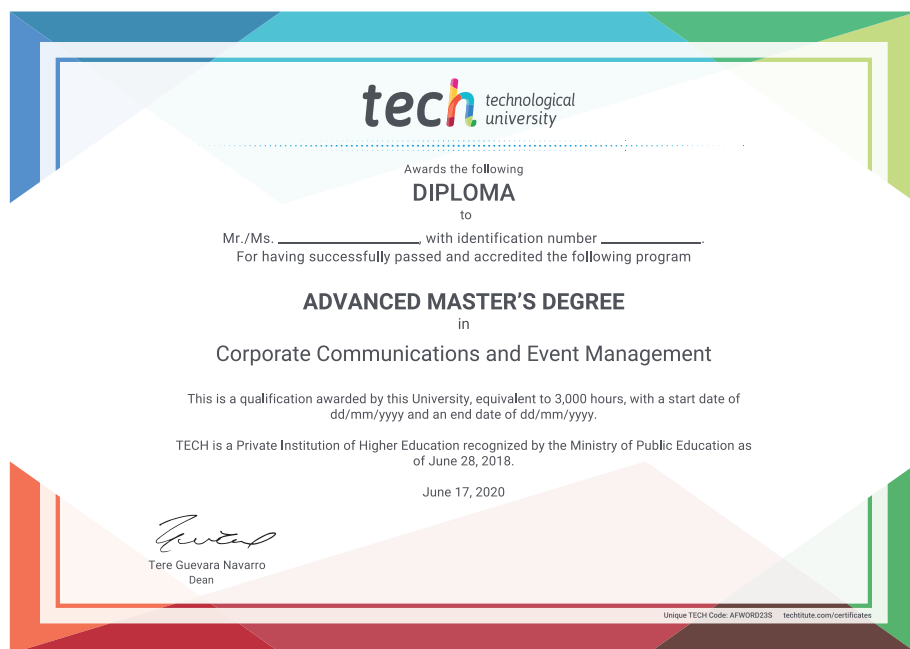 tech technological
university
Awards the following
DIPLOMA
to
Mr./Ms. ____________________, with identification number ______________.
For having successfully passed and accredited the following program
ADVANCED MASTER'S DEGREE
in
Corporate Communications and Event Management
This is a qualification awarded by this University, equivalent to 3,000 hours, with a start date of
dd/mm/yyyy and an end date of dd/mm/yyyy.
TECH is a Private Institution of Higher Education recognized by the Ministry of Public Education as
of June 28, 2018.
June 17, 2020
Tere Guevara Navarro
Dean
Unique TECH Code: AFWORD23S techtitute.com/certificates